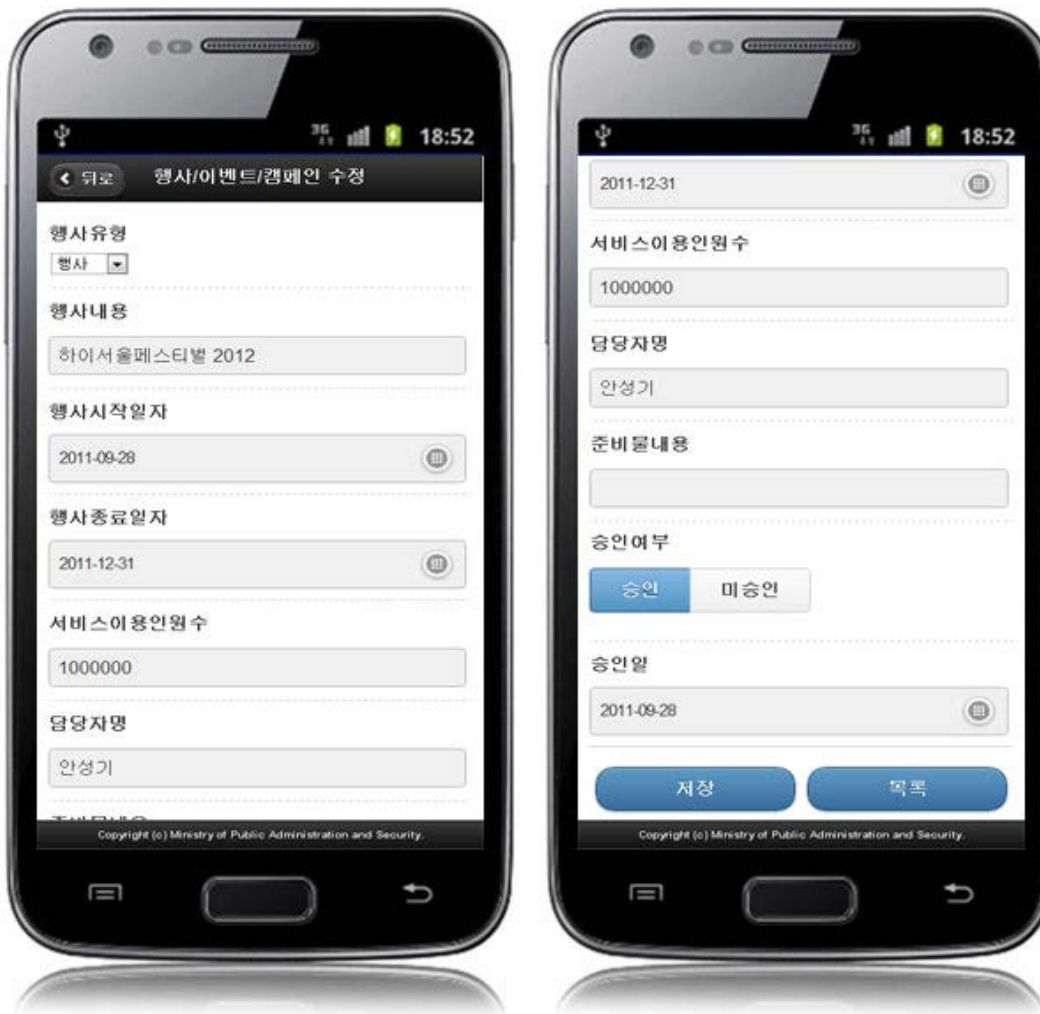 18:52
뒤로 행사/이벤트/캠페인 수정
행사유형
행사
행사내용
하이서울페스티벌 2012
행사시작일자
2011-09-28
행사종료일자
2011-12-31
서비스이용인원수
1000000
담당자명
안성기
준비물내용
Copyright (c) Ministry of Public Administration and Security.
3G 18:52
2011-12-31
서비스이용인원수
1000000
담당자명
안성기
준비물내용
승인여부
승인 미승인
승인일
2011-09-28
저장 목록
Copyright (c) Ministry of Public Administration and Security.